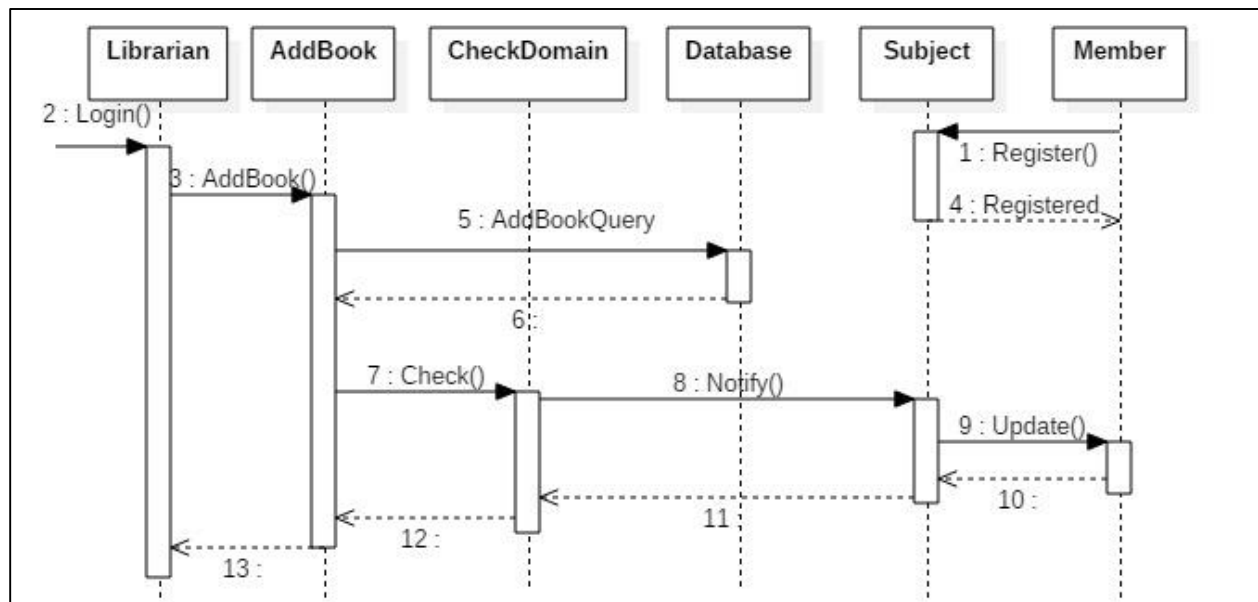 Librarian
AddBook
CheckDomain
Database
Subject
Member
2 : Login()
1 : Register()
3 : AddBook()
4 : Registered
5 : AddBookQuery
6 :
7 : Check()
8 : Notify()
9 : Update()
10 :
11
12 :
13 :